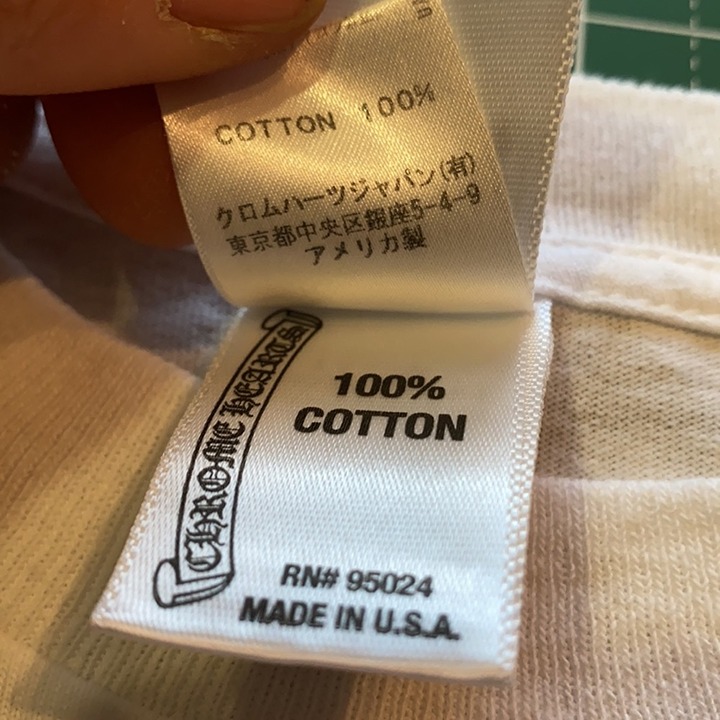 COTTON 100%
クロムハーツジャパン(有)
東京都中央区銀座5-4-9
アメリカ製
CHROME HEARTS
100%
COTTON
RN# 95024
MADE IN U.S.A.